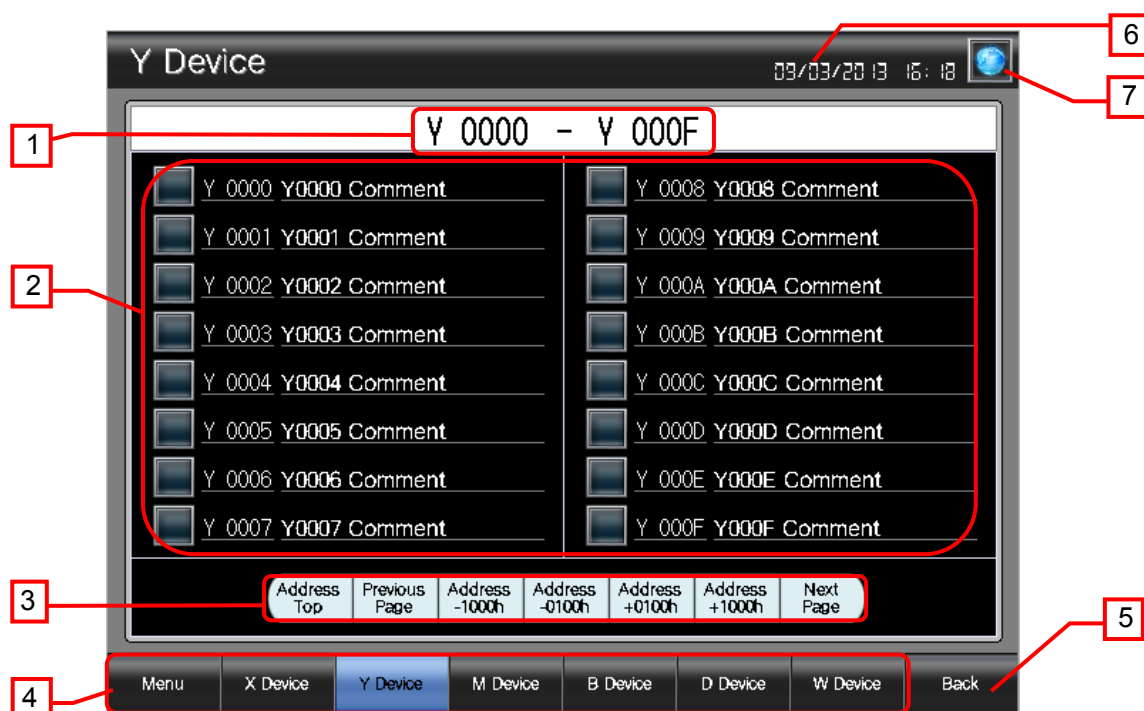 6
Y Device
09/03/2013 16:18
7
1
Y 0000 - Y 000F
Y 0000 Y0000 Comment
Y 0008 Y0008 Comment
Y 0001 Y0001 Comment
Y 0009 Y0009 Comment
2
Y 0002 Y0002 Comment
Y 000A Y000A Comment
Y 0003 Y0003 Comment
Y 000B Y000B Comment
Y 0004 Y0004 Comment
Y 000C Y000C Comment
Y 0005 Y0005 Comment
Y 000D Y000D Comment
Y 0006 Y0006 Comment
Y 000E Y000E Comment
Y 0007 Y0007 Comment
Y 000F Y000F Comment
3
Address Top
Previous Page
Address -1000h
Address -0100h
Address +0100h
Address +1000h
Next Page
5
4
Menu
X Device
Y Device
M Device
B Device
D Device
W Device
Back